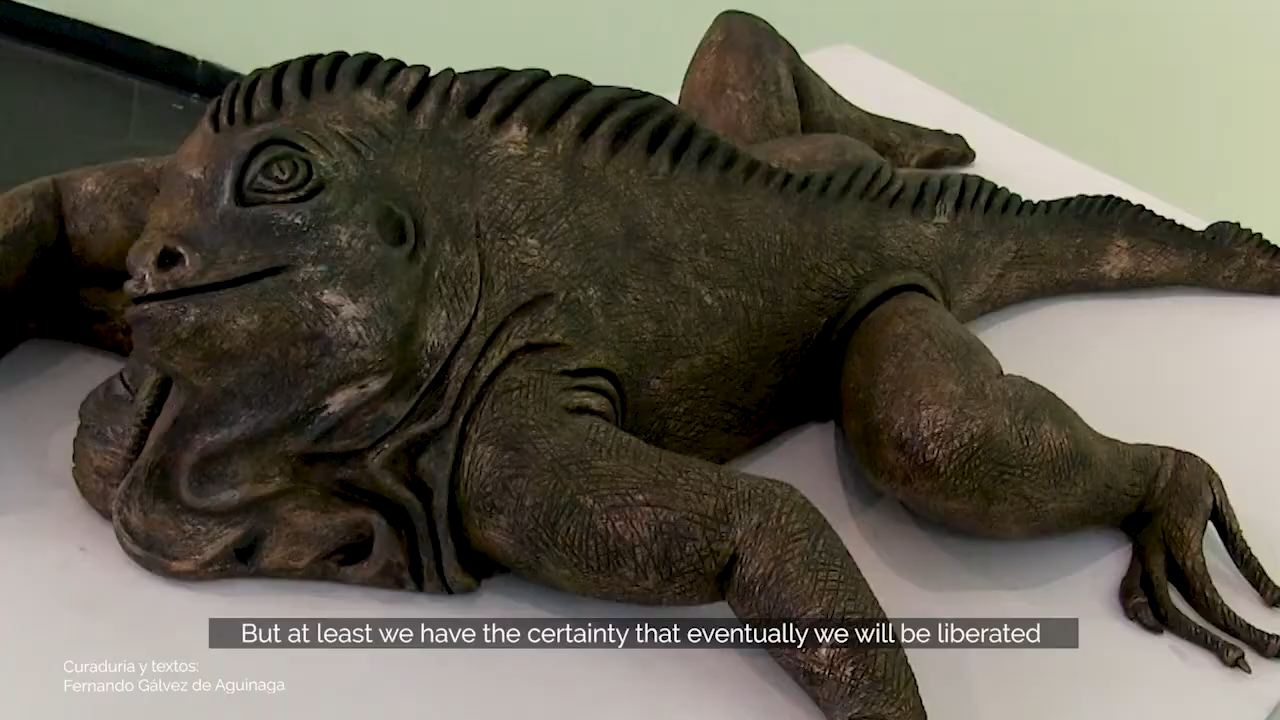 But at least we have the certainty that eventually we will be liberated
Curaduria y textos:
Fernando Gálvez de Aguinaga